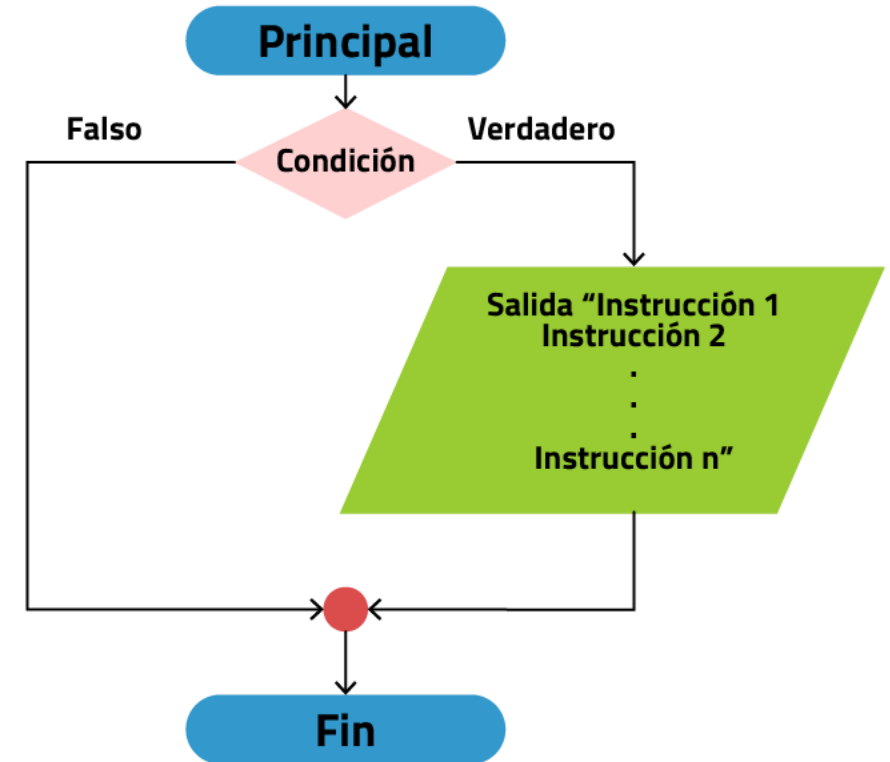 Principal
Falso
Verdadero
Condición
Salida “Instrucción 1
Instrucción 2
.
.
.
Instrucción n”
Fin